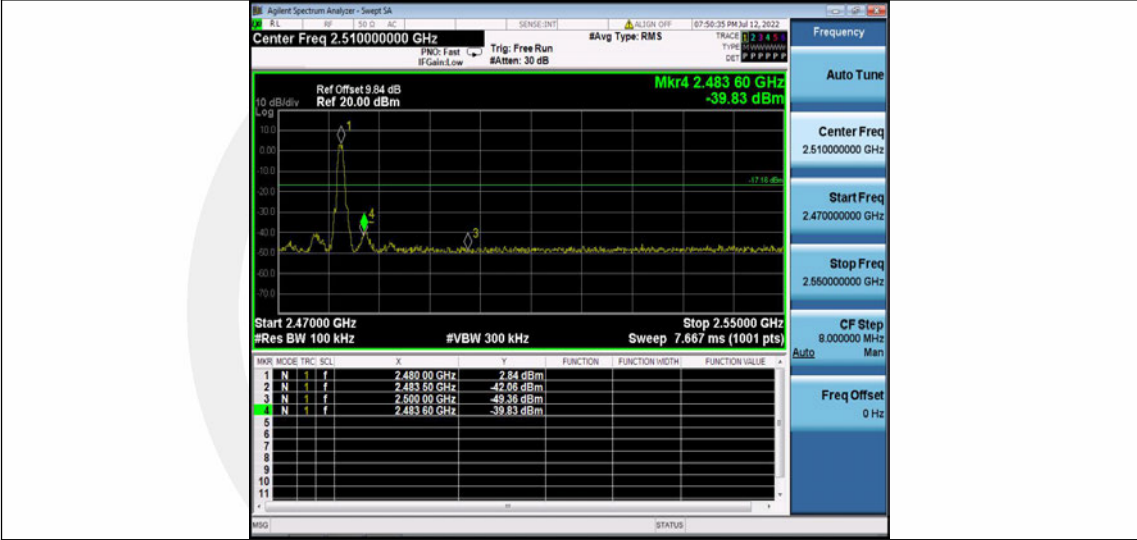 Agilent Spectrum Analyzer - Swept SA
RL RF 50 Ω AC SENSE:INT ALIGN OFF 07:50:35 PM Jul 12, 2022
Center Freq 2.510000000 GHz #Avg Type: RMS TRACE 1 2 3 4 5 6
PNO: Fast Trig: Free Run TYPE M WWWWW
IFGain:Low #Atten: 30 dB DET P P P P P P
Mkr4 2.483 60 GHz
-39.83 dBm
Ref Offset 9.84 dB
10 dB/div Ref 20.00 dBm
Log
10.0
0.00
-10.0
-20.0
-30.0
-40.0
-50.0
-60.0
-70.0
1
4
3
-17.16 dBm
Start 2.47000 GHz Stop 2.55000 GHz
#Res BW 100 kHz #VBW 300 kHz Sweep 7.667 ms (1001 pts)
MKR MODE TRC SCL X Y FUNCTION FUNCTION WIDTH FUNCTION VALUE
1 N 1 f 2.480 00 GHz 2.84 dBm
2 N 1 f 2.483 50 GHz -42.06 dBm
3 N 1 f 2.500 00 GHz -49.36 dBm
4 N 1 f 2.483 60 GHz -39.83 dBm
5
6
7
8
9
10
11
MSG STATUS
Frequency
Auto Tune
Center Freq
2.510000000 GHz
Start Freq
2.470000000 GHz
Stop Freq
2.550000000 GHz
CF Step
8.000000 MHz
Auto Man
Freq Offset
0 Hz